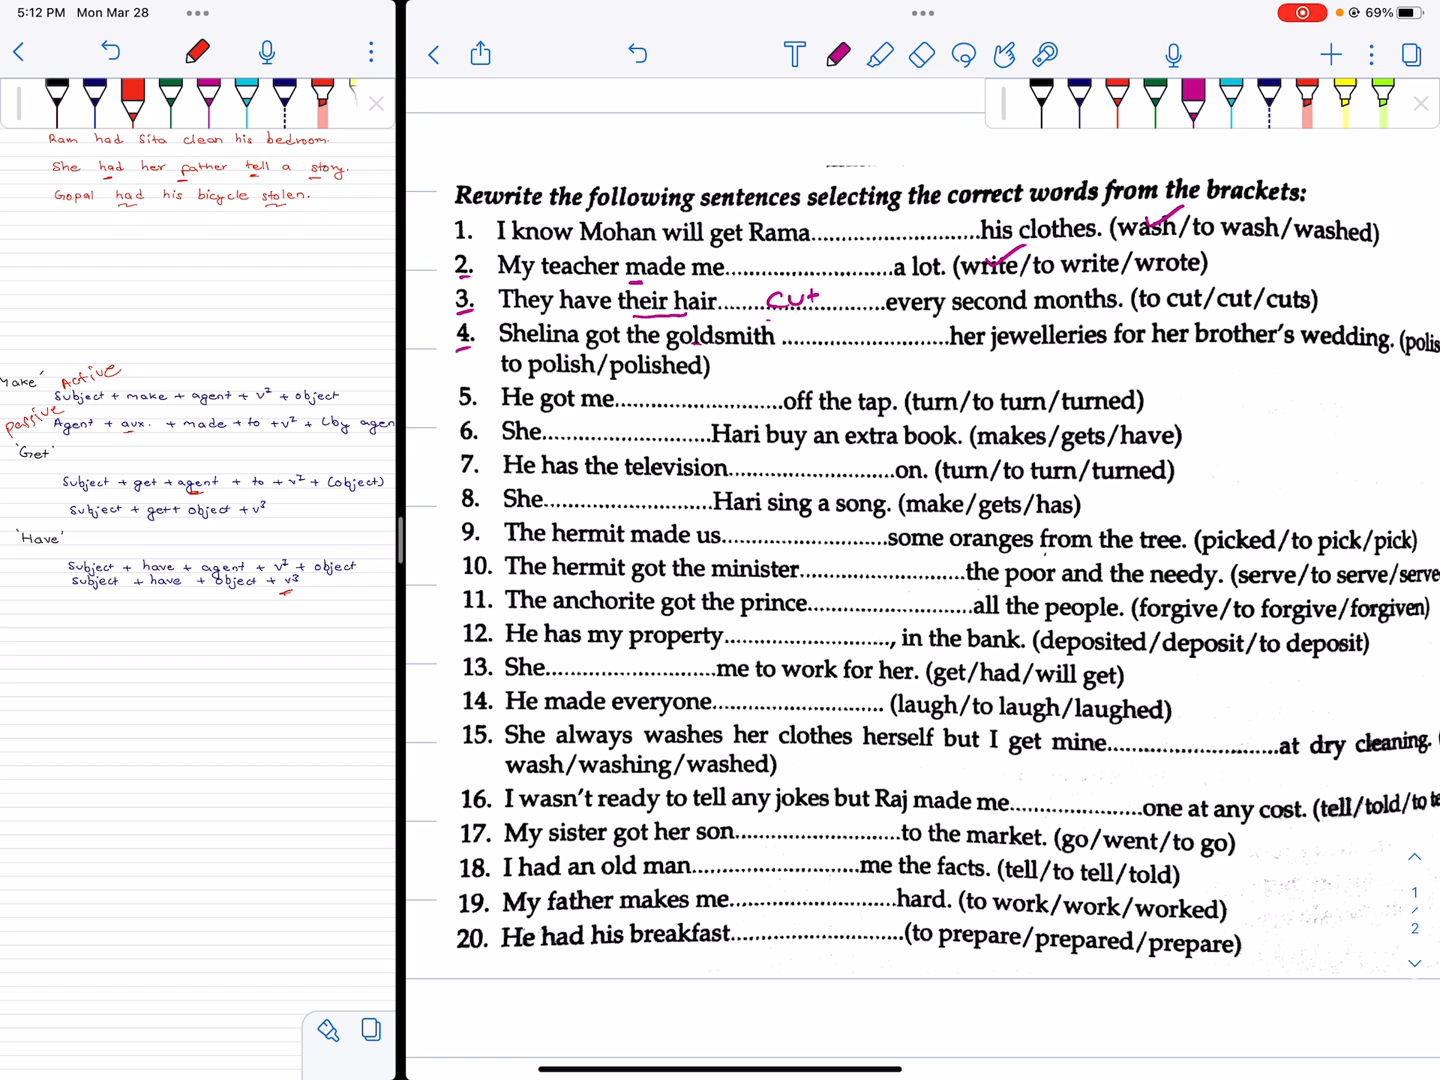 5:12 PM Mon Mar 28
69%
Ram had Sita clean his bedroom.
She had her father tell a story.
Gopal had his bicycle stolen.
Make' Active
Subject + make + agent + v¹ + object
passive
Agent + aux. + made + to + v¹ + (by agen
'Get'
Subject + get + agent + to + v¹ + (object)
Subject + get + object + v³
'Have'
Subject + have + agent + v¹ + object
Subject + have + object + v³
Rewrite the following sentences selecting the correct words from the brackets:
1. I know Mohan will get Rama..............................his clothes. (wash/to wash/washed)
2. My teacher made me..............................a lot. (write/to write/wrote)
3. They have their hair........cut............every second months. (to cut/cut/cuts)
4. Shelina got the goldsmith ..............................her jewelleries for her brother's wedding. (polis
to polish/polished)
5. He got me..............................off the tap. (turn/to turn/turned)
6. She..............................Hari buy an extra book. (makes/gets/have)
7. He has the television..............................on. (turn/to turn/turned)
8. She..............................Hari sing a song. (make/gets/has)
9. The hermit made us..............................some oranges from the tree. (picked/to pick/pick)
10. The hermit got the minister..............................the poor and the needy. (serve/to serve/serve
11. The anchorite got the prince..............................all the people. (forgive/to forgive/forgiven)
12. He has my property.............................., in the bank. (deposited/deposit/to deposit)
13. She..............................me to work for her. (get/had/will get)
14. He made everyone.............................. (laugh/to laugh/laughed)
15. She always washes her clothes herself but I get mine..............................at dry cleaning. (
wash/washing/washed)
16. I wasn't ready to tell any jokes but Raj made me........................one at any cost. (tell/told/to te
17. My sister got her son..............................to the market. (go/went/to go)
18. I had an old man..............................me the facts. (tell/to tell/told)
19. My father makes me..............................hard. (to work/work/worked)
20. He had his breakfast..............................(to prepare/prepared/prepare)
1
/
2